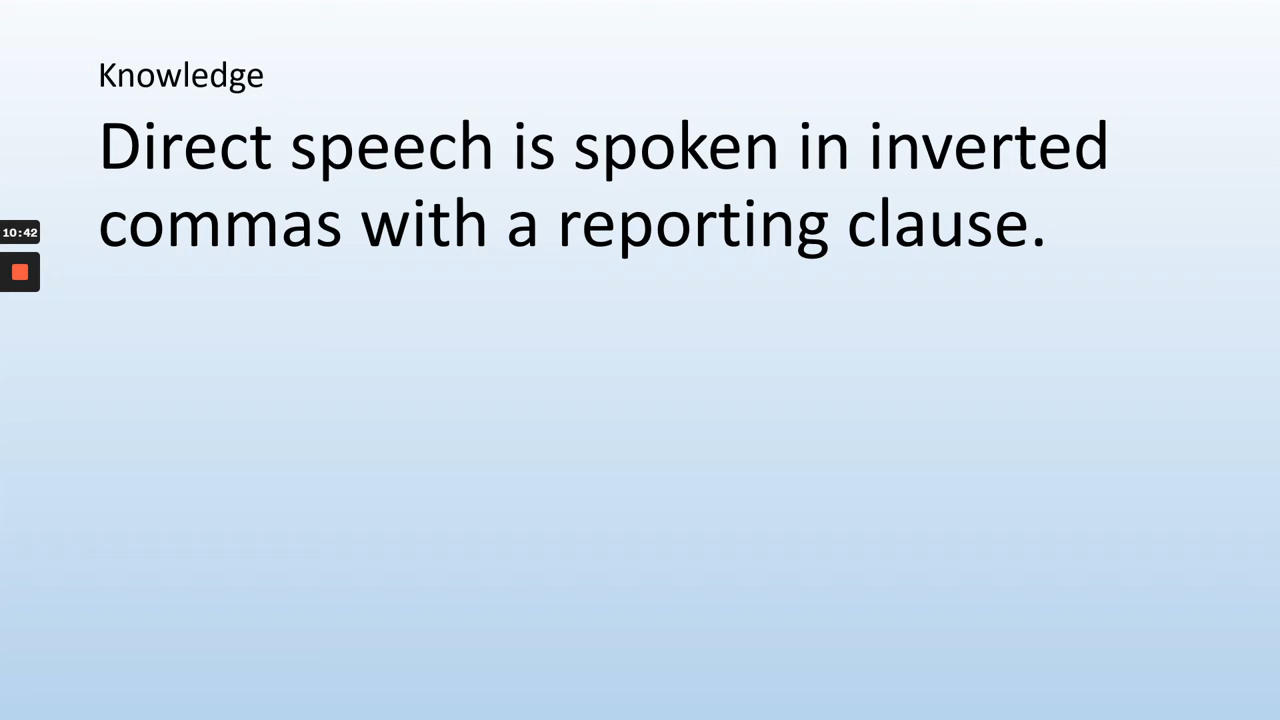 Knowledge
Direct speech is spoken in inverted
commas with a reporting clause.
10:42